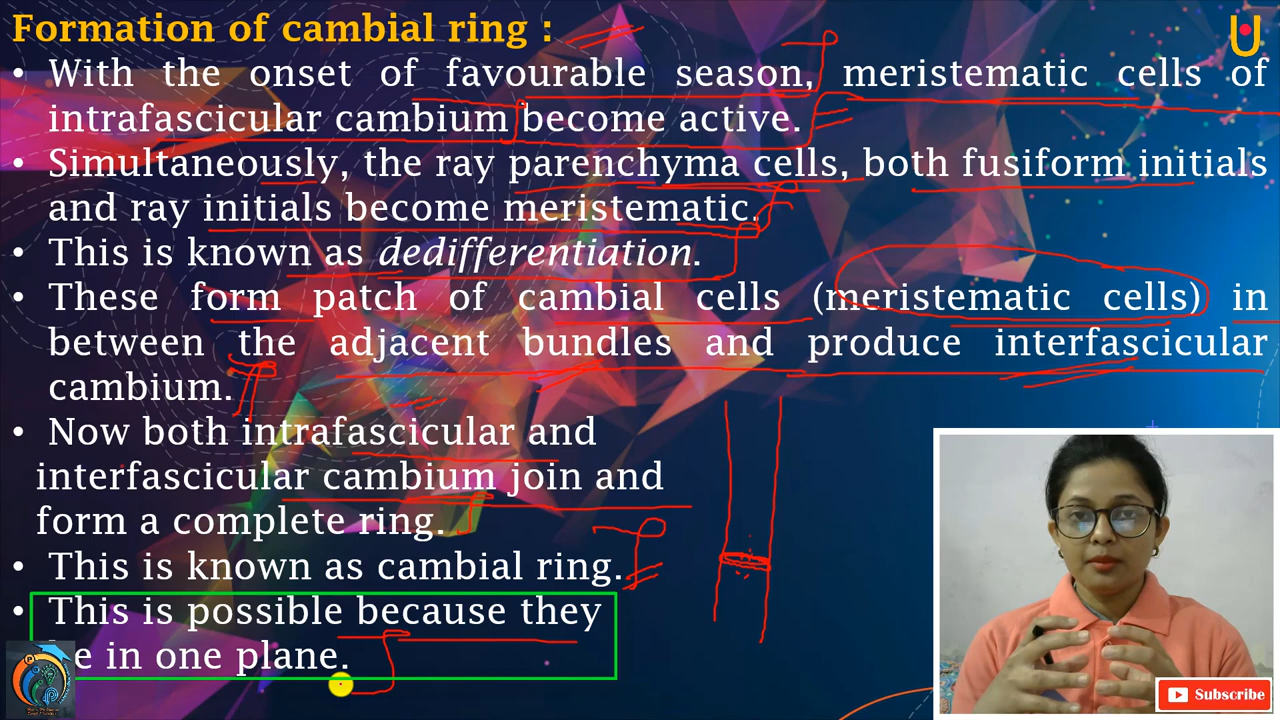 Formation of cambial ring :
• With the onset of favourable season, meristematic cells of
intrafascicular cambium become active.
• Simultaneously, the ray parenchyma cells, both fusiform initials
and ray initials become meristematic.
• This is known as dedifferentiation.
• These form patch of cambial cells (meristematic cells) in
between the adjacent bundles and produce interfascicular
cambium.
• Now both intrafascicular and
interfascicular cambium join and
form a complete ring.
• This is known as cambial ring.
• This is possible because they
in one plane.
Subscribe